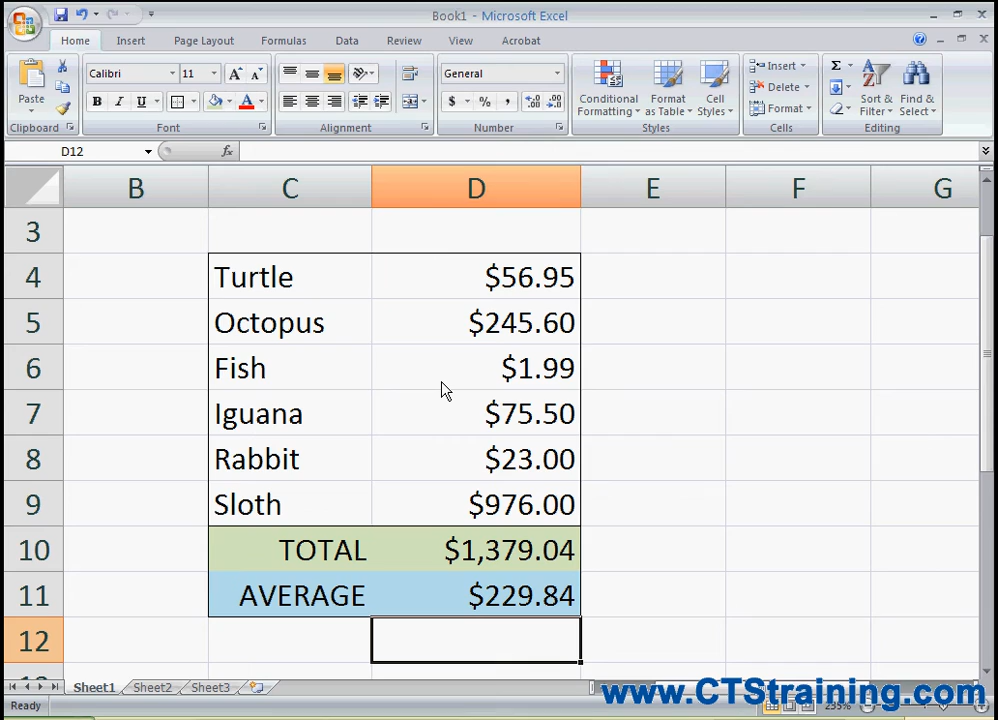 Book1 - Microsoft Excel
Home Insert Page Layout Formulas Data Review View Acrobat
Calibri 11 General Insert Σ
Paste B I U A $ % , Conditional Formatting Format as Table Cell Styles Delete Format Sort & Filter Find & Select
Clipboard Font Alignment Number Styles Cells Editing
D12 fx
B C D E F G
3
4 Turtle $56.95
5 Octopus $245.60
6 Fish $1.99
7 Iguana $75.50
8 Rabbit $23.00
9 Sloth $976.00
10 TOTAL $1,379.04
11 AVERAGE $229.84
12
Sheet1 Sheet2 Sheet3
www.CTStraining.com
Ready 235%